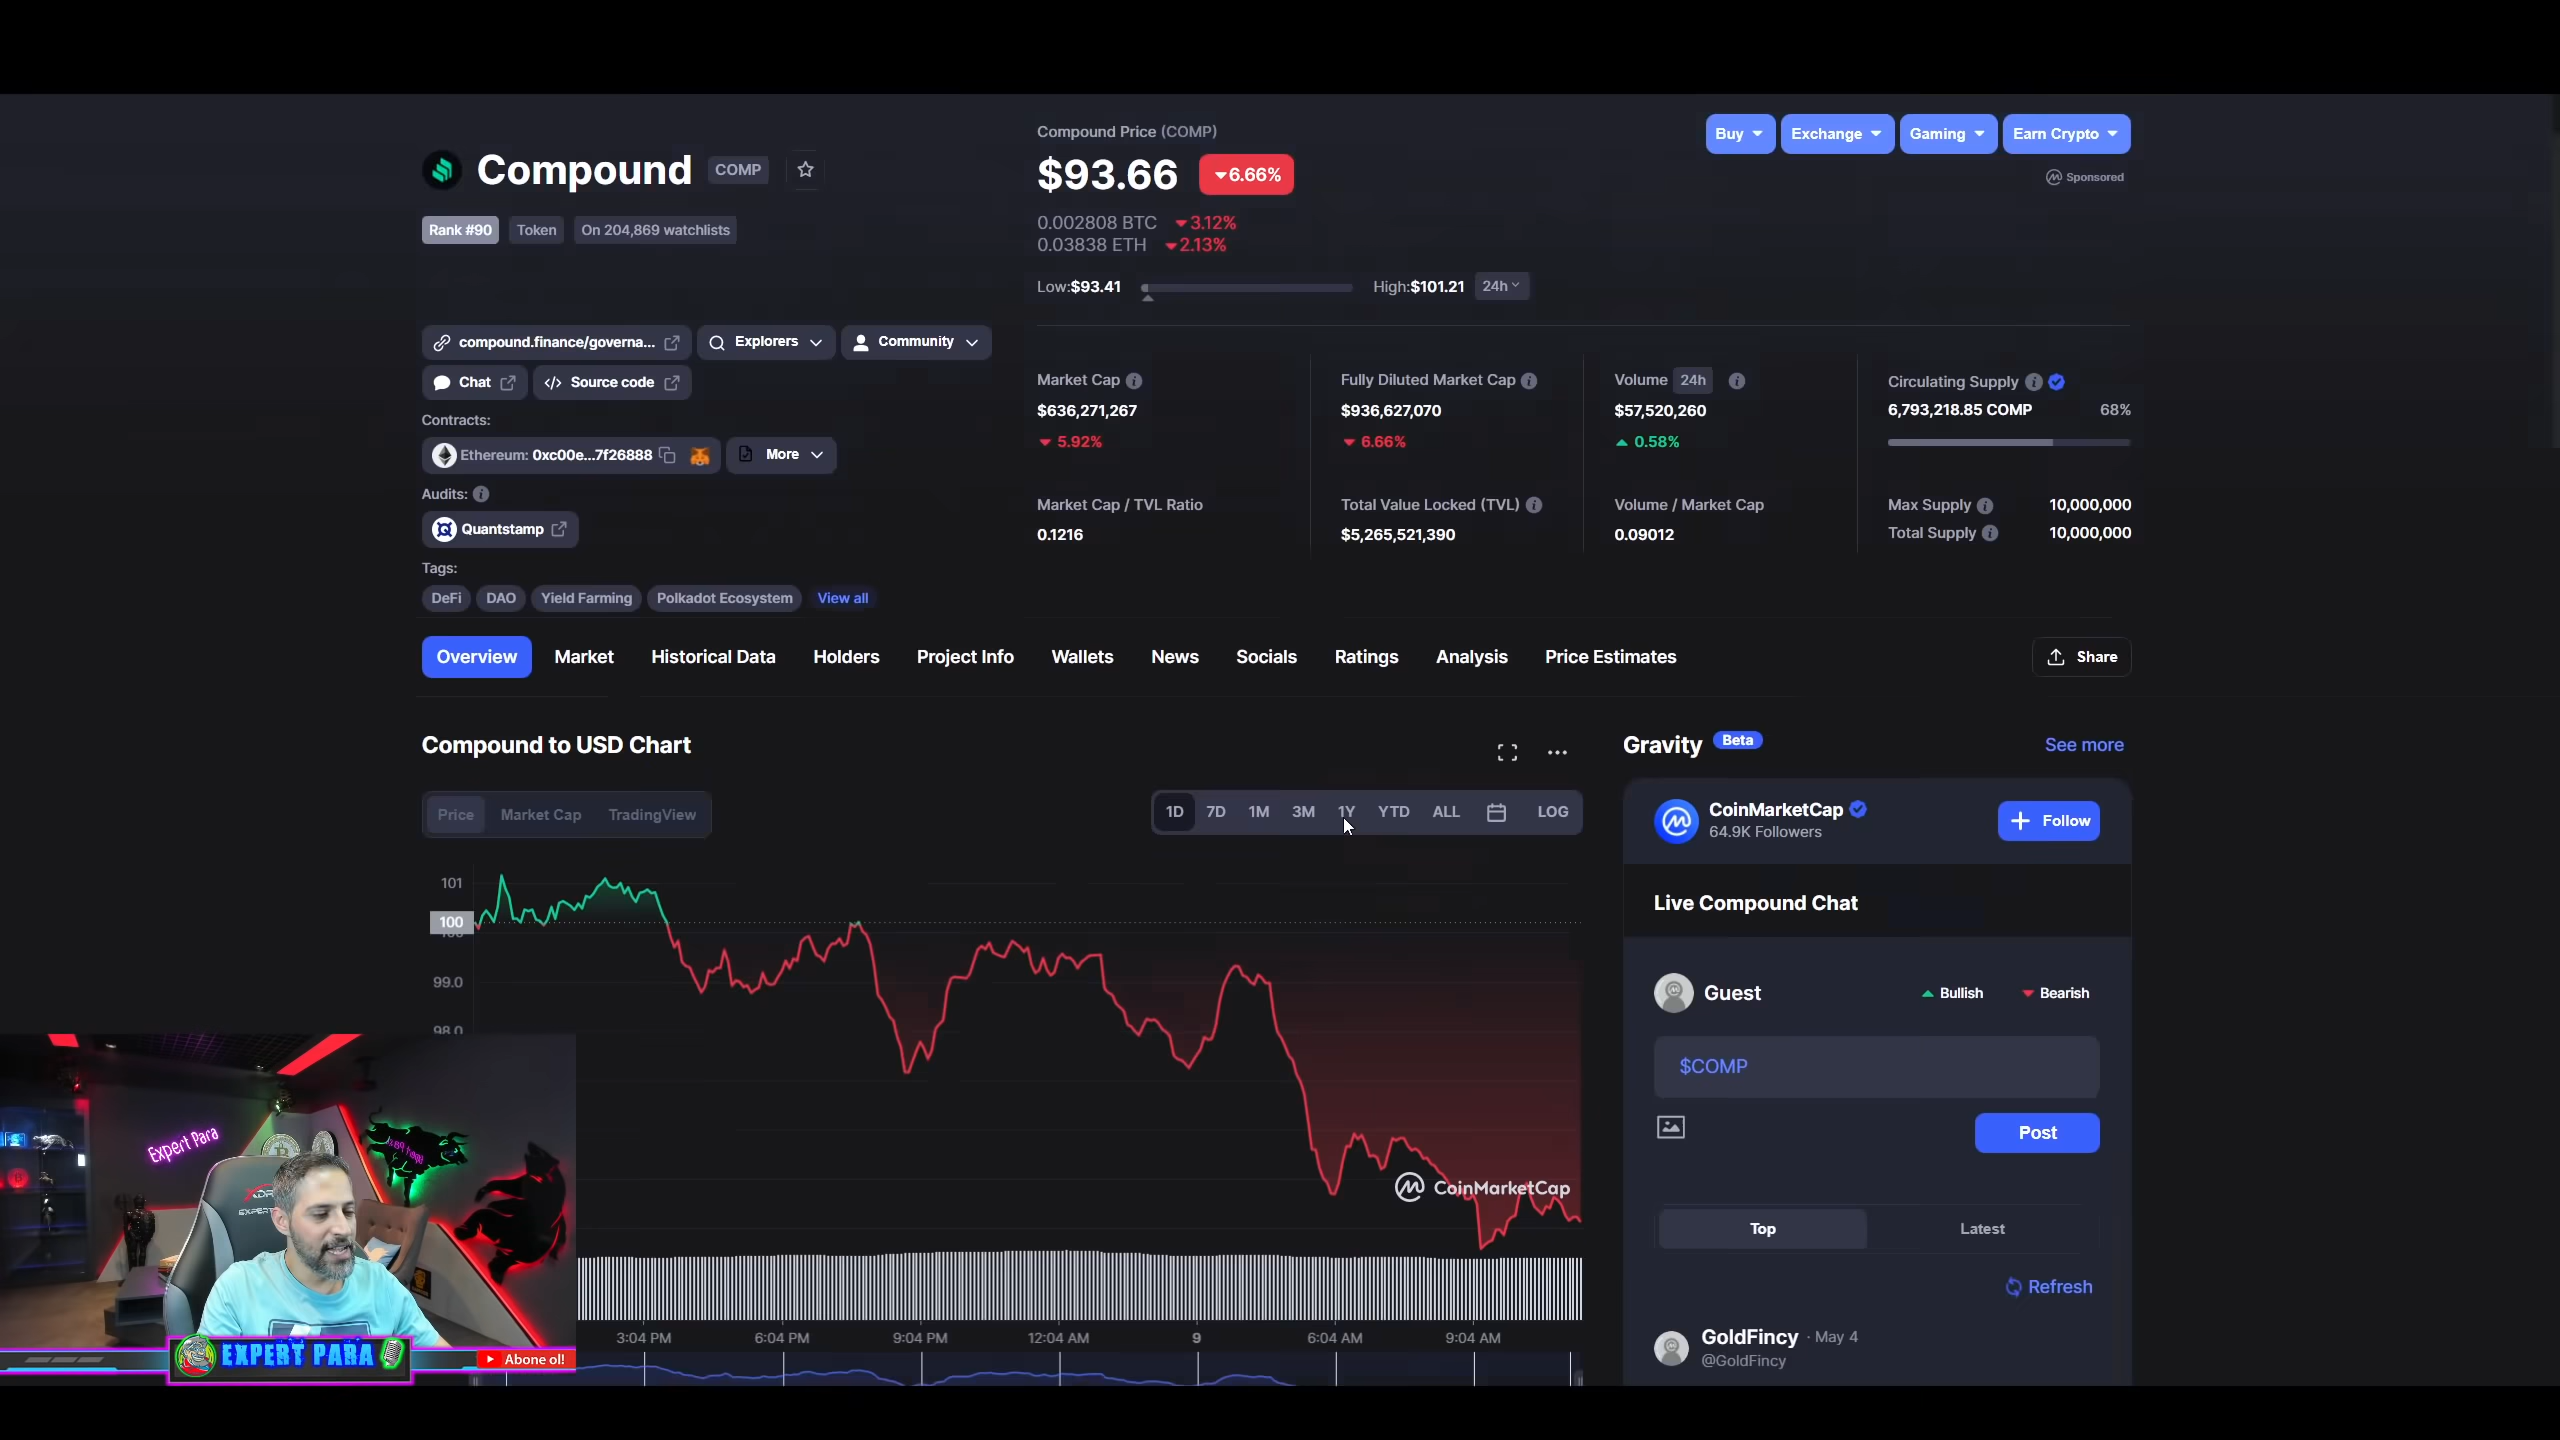 Compound COMP
Rank #90 Token On 204,869 watchlists
compound.finance/governa... Explorers Community
Chat Source code
Contracts:
Ethereum: 0xc00e...7f26888 More
Audits:
Quantstamp
Tags:
DeFi DAO Yield Farming Polkadot Ecosystem View all
Compound Price (COMP)
$93.66 6.66%
0.002808 BTC 3.12%
0.03838 ETH 2.13%
Low:$93.41 High:$101.21 24h
Buy Exchange Gaming Earn Crypto
Sponsored
Market Cap
$636,271,267
5.92%
Fully Diluted Market Cap
$936,627,070
6.66%
Volume 24h
$57,520,260
0.58%
Circulating Supply
6,793,218.85 COMP 68%
Market Cap / TVL Ratio
0.1216
Total Value Locked (TVL)
$5,265,521,390
Volume / Market Cap
0.09012
Max Supply 10,000,000
Total Supply 10,000,000
Overview Market Historical Data Holders Project Info Wallets News Socials Ratings Analysis Price Estimates Share
Compound to USD Chart
Price Market Cap TradingView
1D 7D 1M 3M 1Y YTD ALL LOG
101
100
99.0
98.0
CoinMarketCap
3:04 PM 6:04 PM 9:04 PM 12:04 AM 9 6:04 AM 9:04 AM
Gravity Beta See more
CoinMarketCap
64.9K Followers
Follow
Live Compound Chat
Guest Bullish Bearish
$COMP
Post
Top Latest
Refresh
GoldFincy · May 4
@GoldFincy
Expert Para
EXPERT PARA
Abone ol!